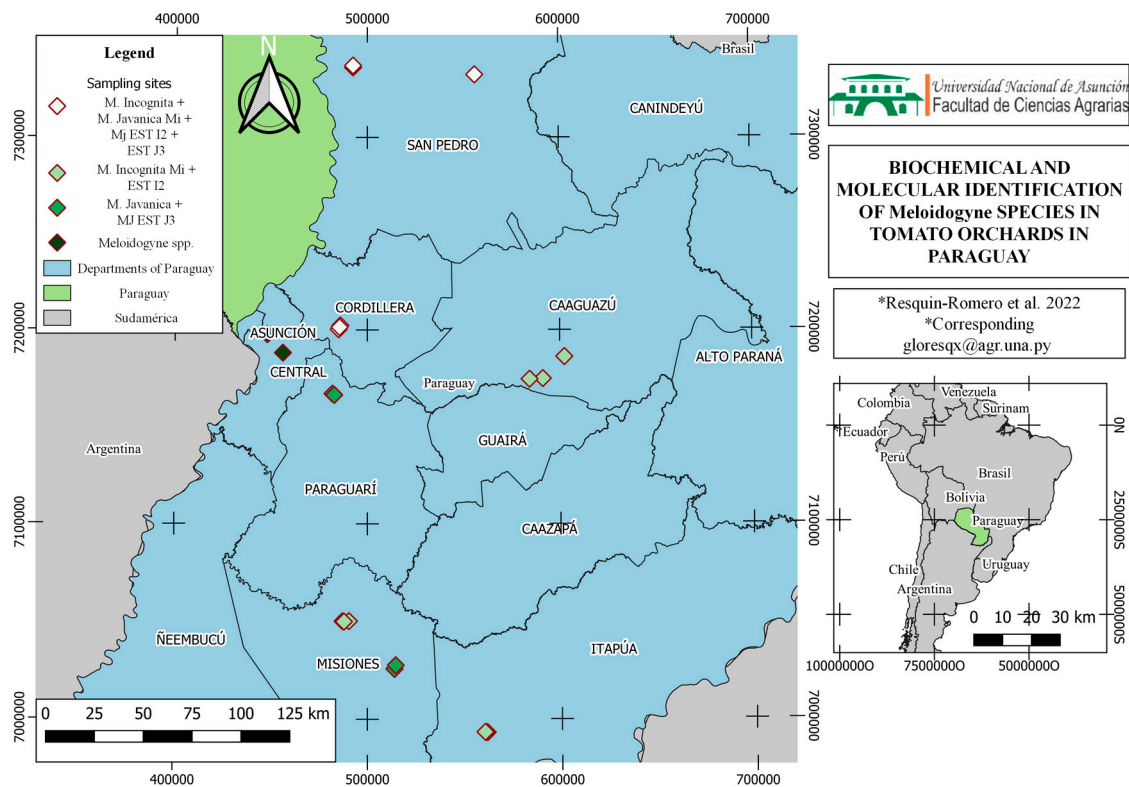 400000
500000
600000
700000
Legend
Sampling sites
M. Incognita +
M. Javanica Mi +
Mj EST I2 +
EST J3
M. Incognita Mi +
EST I2
M. Javanica +
MJ EST J3
Meloidogyne spp.
Departments of Paraguay
Paraguay
Sudamérica
N
Brasil
CANINDEYÚ
SAN PEDRO
CORDILLERA
CAAGUAZÚ
ASUNCIÓN
CENTRAL
ALTO PARANÁ
Paraguay
Argentina
GUAIRÁ
PARAGUARÍ
CAAZAPÁ
ÑEEMBUCÚ
MISIONES
ITAPÚA
7300000
7200000
7100000
7000000
7300000
7200000
7100000
7000000
0 25 50 75 100 125 km
400000
500000
600000
700000
Universidad Nacional de Asunción
Facultad de Ciencias Agrarias
BIOCHEMICAL AND
MOLECULAR IDENTIFICATION
OF Meloidogyne SPECIES IN
TOMATO ORCHARDS IN
PARAGUAY
*Resquin-Romero et al. 2022
*Corresponding
gloresqx@agr.una.py
Venezuela
Colombia
Surinam
Ecuador
Perú
Brasil
Bolivia
Paraguay
Uruguay
Chile
Argentina
0 10 20 30 km
0N
2500000S
5000000S
10000000O
7500000O
5000000O